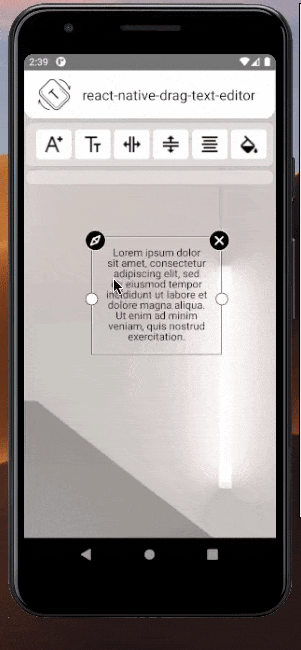 2:39
react-native-drag-text-editor
Lorem ipsum dolor
sit amet, consectetur
adipiscing elit, sed
eiusmod tempor
incididunt ut labore et
dolore magna aliqua.
Ut enim ad minim
veniam, quis nostrud
exercitation.